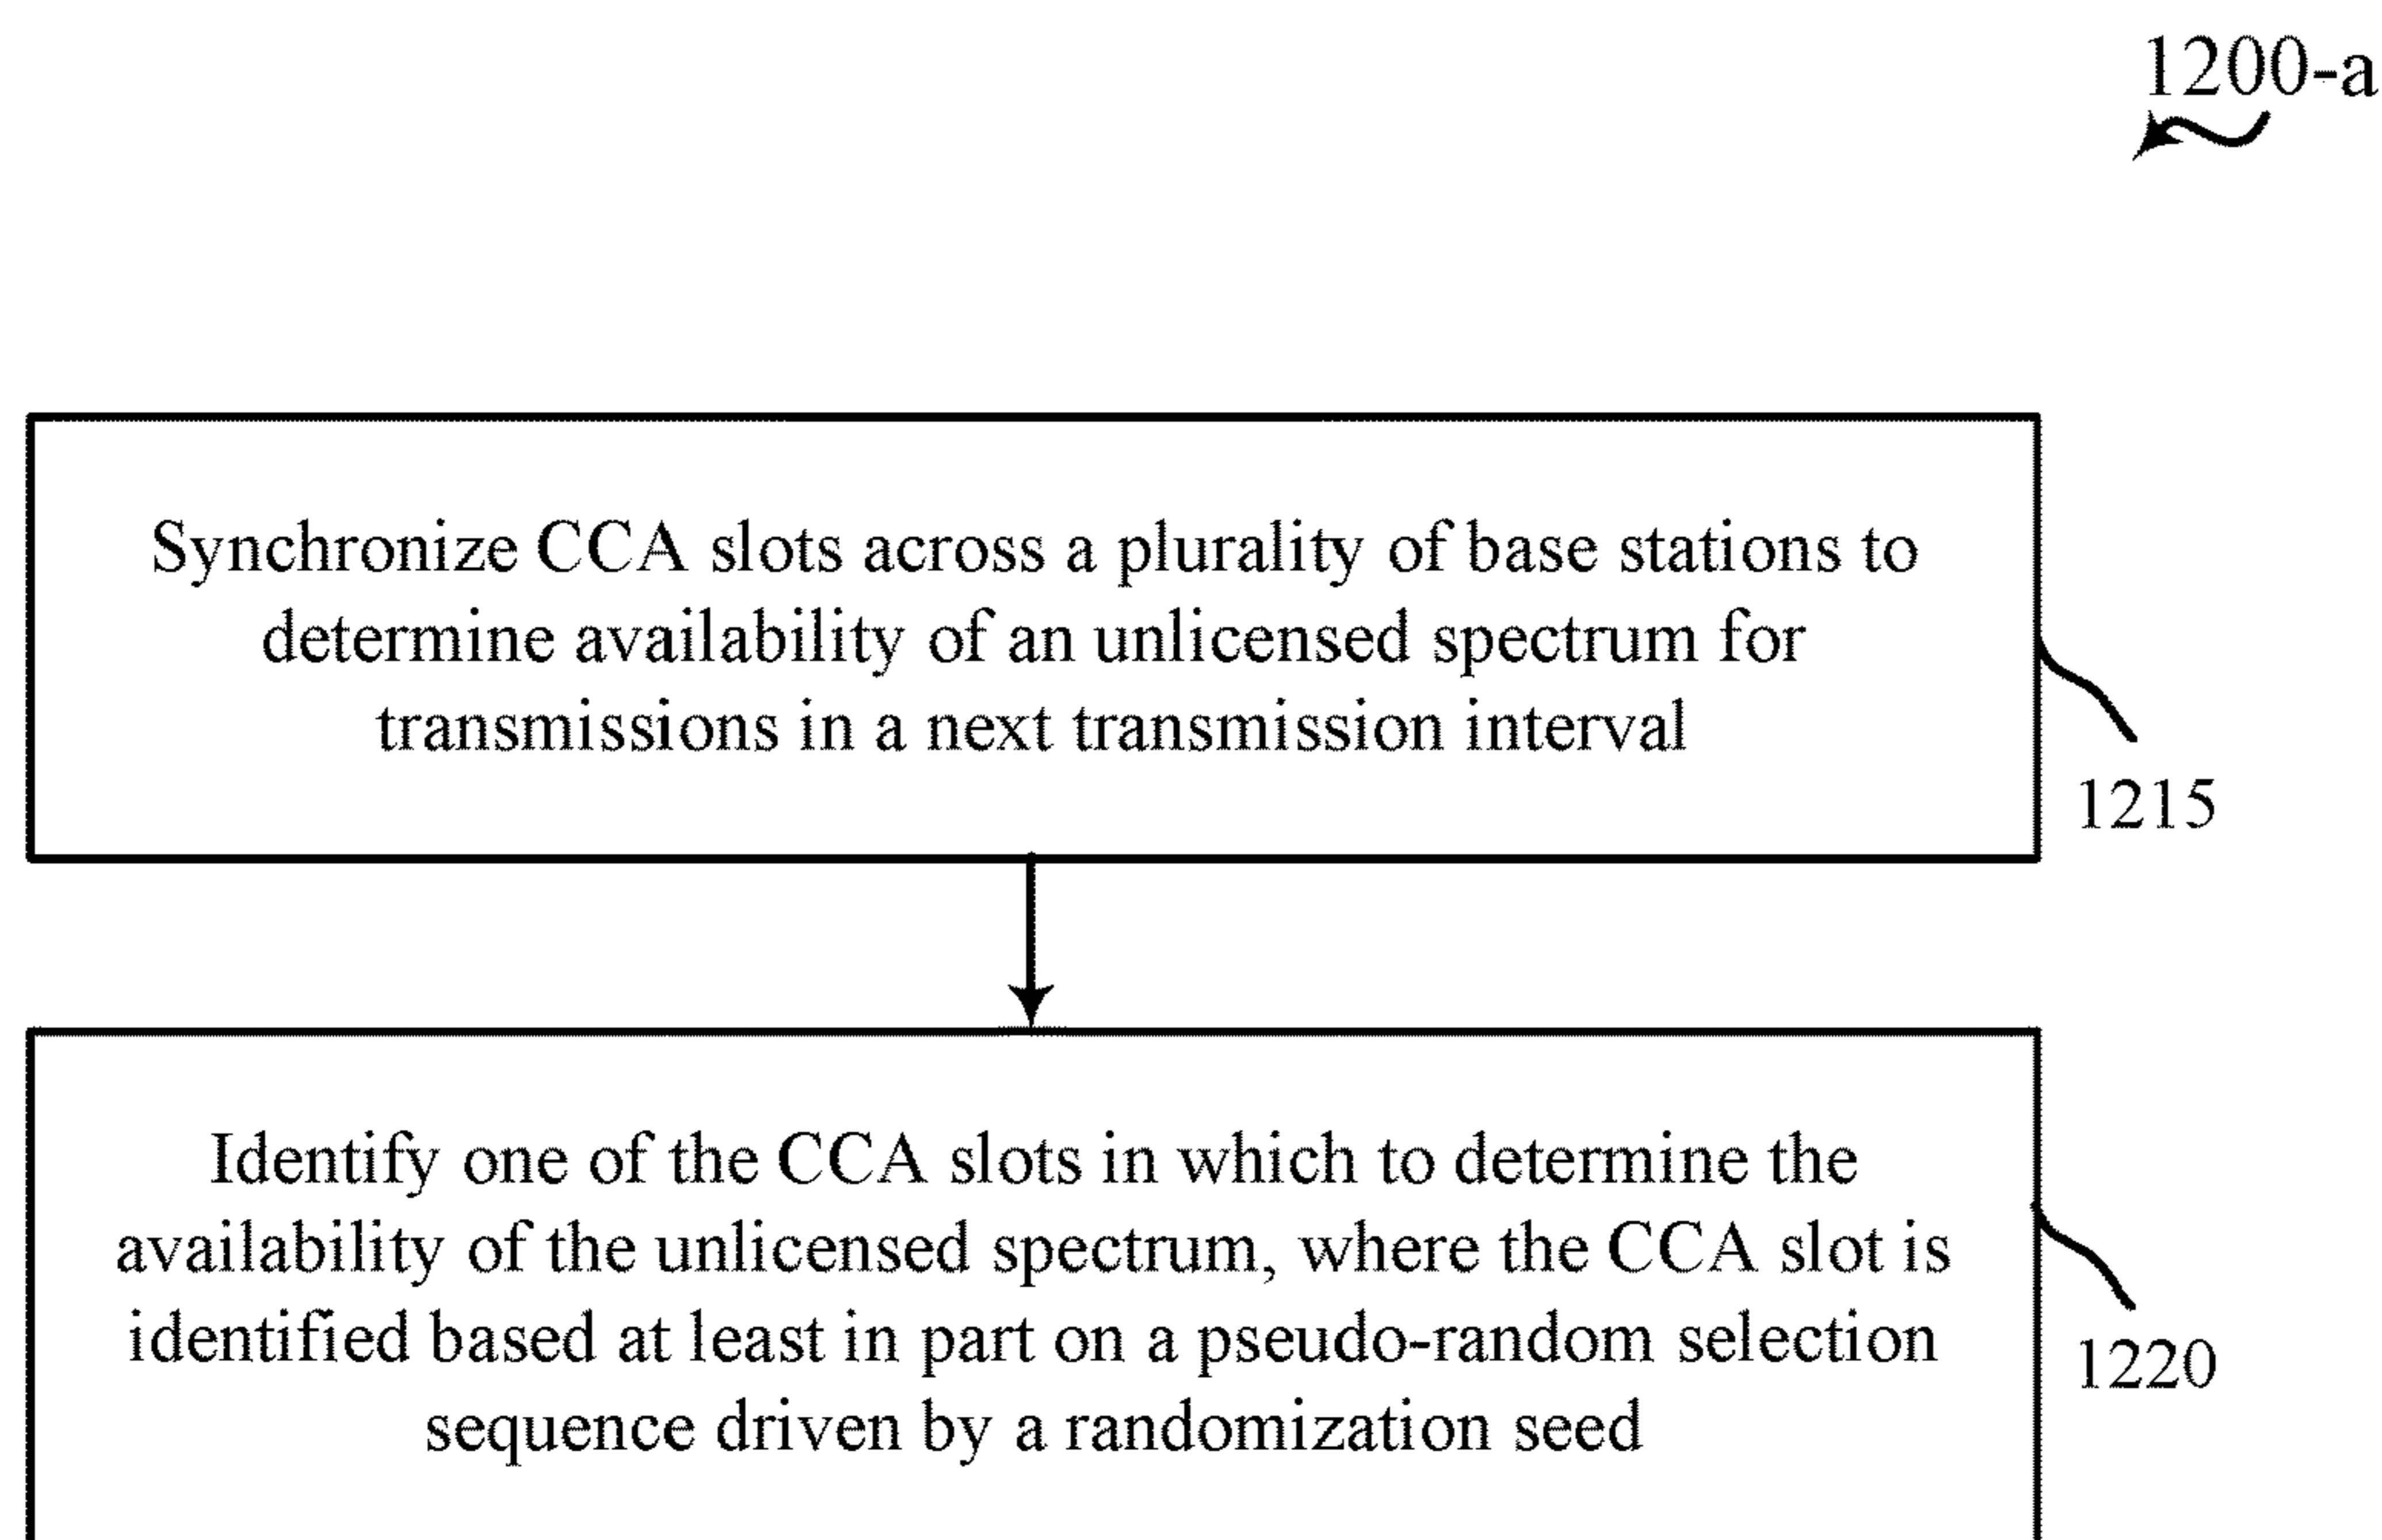 1200-a
Synchronize CCA slots across a plurality of base stations to
determine availability of an unlicensed spectrum for
transmissions in a next transmission interval
1215
Identify one of the CCA slots in which to determine the
availability of the unlicensed spectrum, where the CCA slot is
identified based at least in part on a pseudo-random selection
sequence driven by a randomization seed
1220